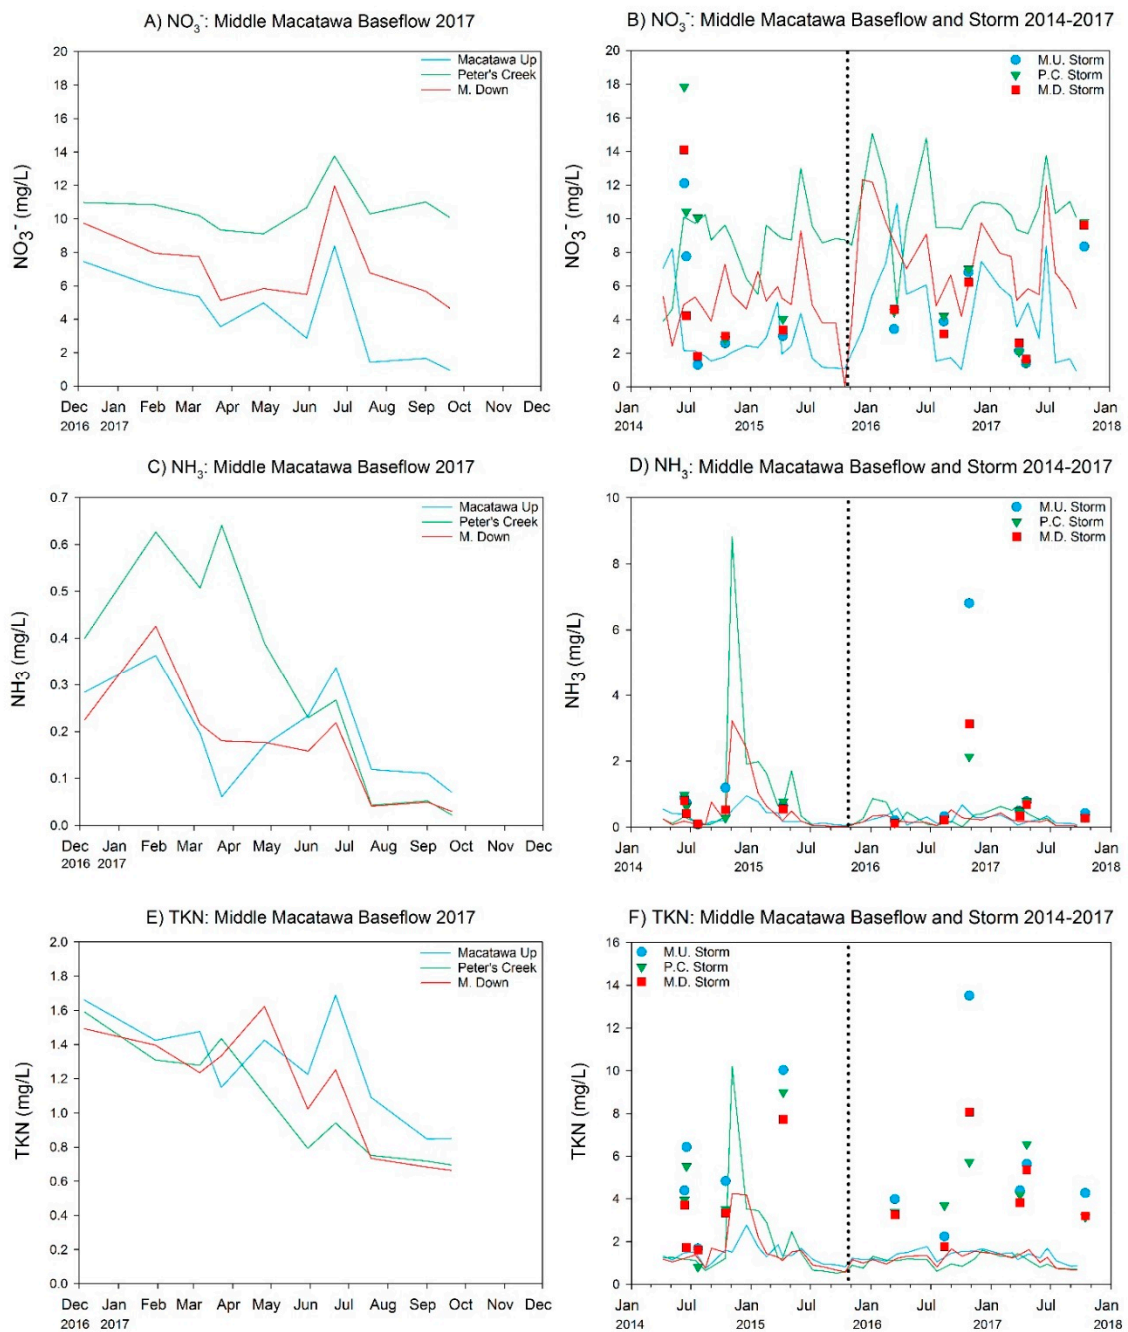 A) NO₃⁻: Middle Macatawa Baseflow 2017
NO₃⁻ (mg/L)
20
18
16
14
12
10
8
6
4
2
0
Macatawa Up
Peter's Creek
M. Down
Dec Jan Feb Mar Apr May Jun Jul Aug Sep Oct Nov Dec
2016 2017
B) NO₃⁻: Middle Macatawa Baseflow and Storm 2014-2017
NO₃⁻ (mg/L)
20
18
16
14
12
10
8
6
4
2
0
M.U. Storm
P.C. Storm
M.D. Storm
Jan Jul Jan Jul Jan Jul Jan Jul Jan
2014 2015 2016 2017 2018
C) NH₃: Middle Macatawa Baseflow 2017
NH₃ (mg/L)
0.7
0.6
0.5
0.4
0.3
0.2
0.1
0.0
Macatawa Up
Peter's Creek
M. Down
Dec Jan Feb Mar Apr May Jun Jul Aug Sep Oct Nov Dec
2016 2017
D) NH₃: Middle Macatawa Baseflow and Storm 2014-2017
NH₃ (mg/L)
10
8
6
4
2
0
M.U. Storm
P.C. Storm
M.D. Storm
Jan Jul Jan Jul Jan Jul Jan Jul Jan
2014 2015 2016 2017 2018
E) TKN: Middle Macatawa Baseflow 2017
TKN (mg/L)
2.0
1.8
1.6
1.4
1.2
1.0
0.8
0.6
0.4
0.2
0.0
Macatawa Up
Peter's Creek
M. Down
Dec Jan Feb Mar Apr May Jun Jul Aug Sep Oct Nov Dec
2016 2017
F) TKN: Middle Macatawa Baseflow and Storm 2014-2017
TKN (mg/L)
16
14
12
10
8
6
4
2
0
M.U. Storm
P.C. Storm
M.D. Storm
Jan Jul Jan Jul Jan Jul Jan Jul Jan
2014 2015 2016 2017 2018